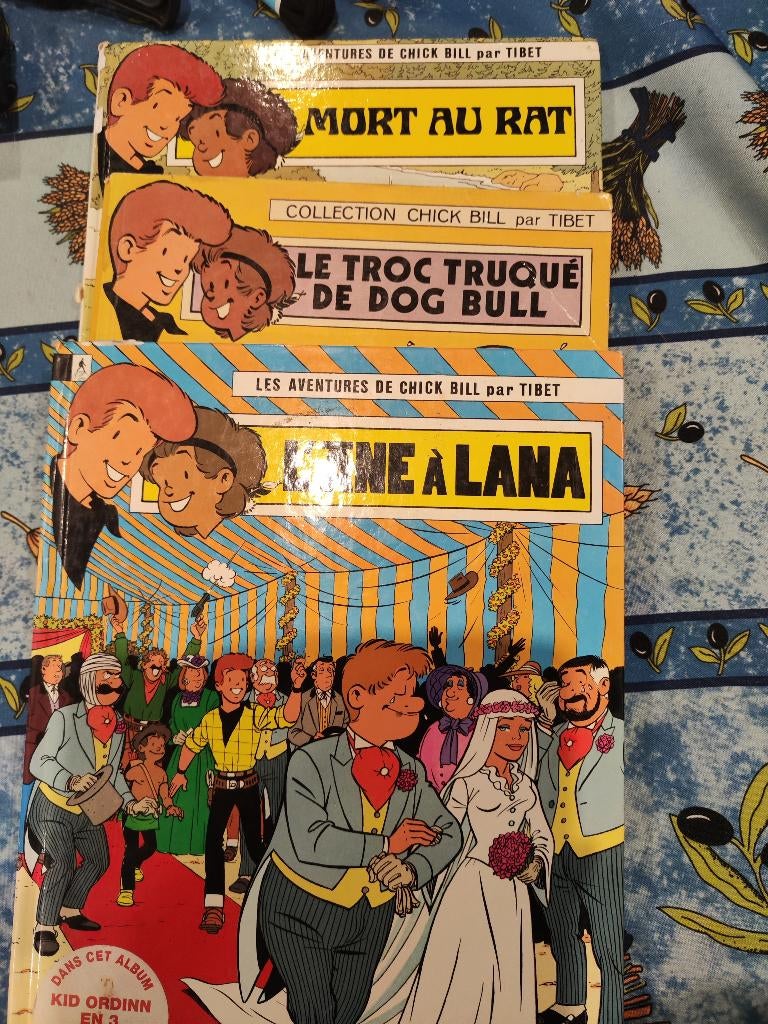 AVENTURES DE CHICK BILL par TIBET
MORT AU RAT
COLLECTION CHICK BILL par TIBET
LE TROC TRUQUÉ
DE DOG BULL
LES AVENTURES DE CHICK BILL par TIBET
À LANA
DANS CET ALBUM
KID ORDINN
EN 3